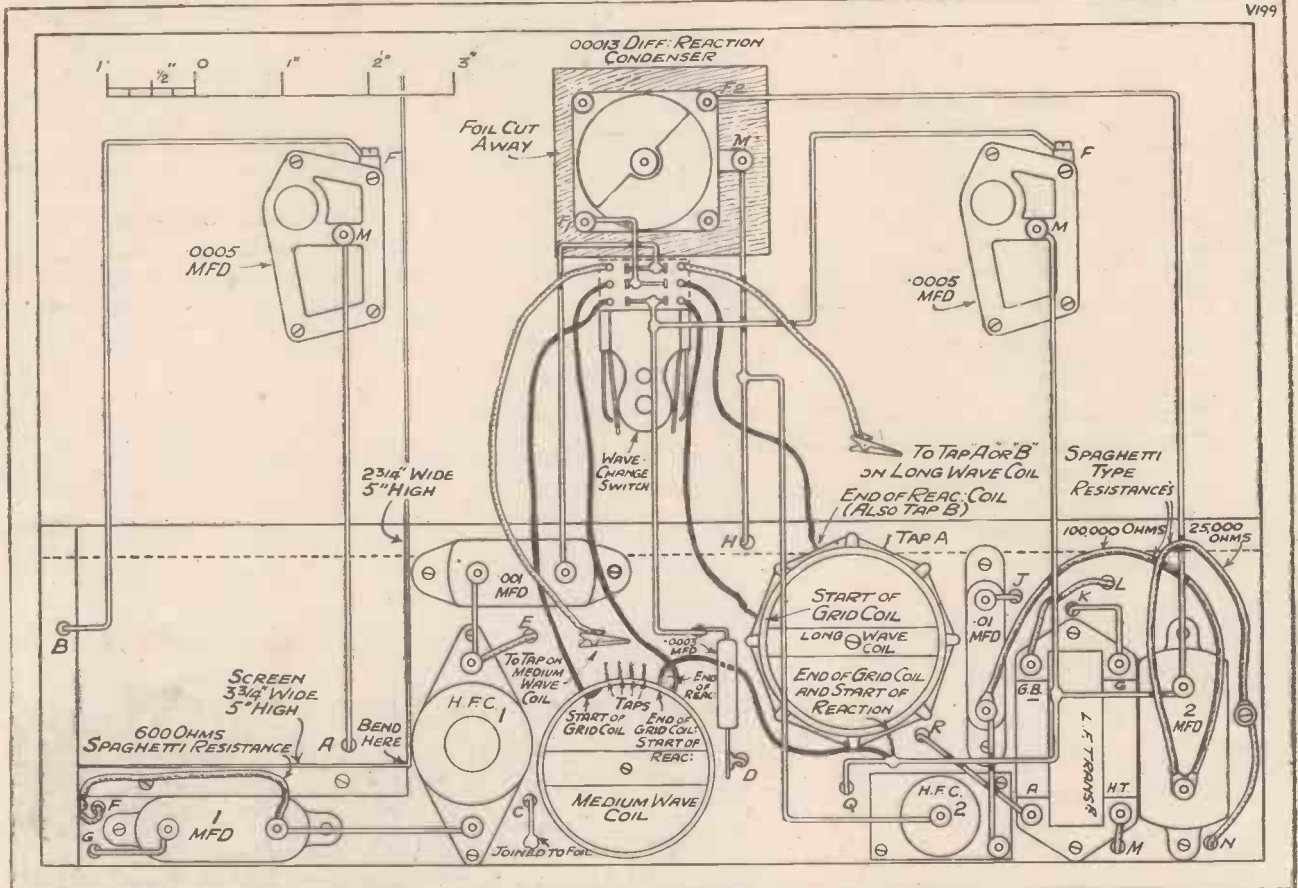 V199
.00013 DIFF: REACTION
CONDENSER
1"
1/2"
0
1"
2"
3"
F2
FOIL CUT
AWAY
M
F
F
F1
M
M
.0005
MFD
.0005
MFD
WAVE-
CHANGE
SWITCH
TO TAP "A" OR "B"
ON LONG WAVE COIL
SPAGHETTI
TYPE
RESISTANCES
2 3/4" WIDE
5" HIGH
END OF REAC: COIL
(ALSO TAP B)
100,000 OHMS
25,000
OHMS
H
TAP A
.001
MFD
J
L
K
START OF
GRID COIL
.01
MFD
B
E
.0003
MFD
LONG WAVE
COIL
TO TAP ON
MEDIUM
WAVE
COIL
END
OF
REAC:
END OF GRID COIL
AND START OF
REACTION
G.B.
-
G
SCREEN
3 3/4" WIDE
5" HIGH
H.F.C.
1
TAPS
START OF
GRID COIL
END OF
GRID COIL:
START OF
REAC:
2
MFD
600 OHMS
SPAGHETTI RESISTANCE
A
BEND
HERE
R
L.F. TRANSR
D
Q
MEDIUM WAVE
COIL
H.F.C.
2
A
H.T.
F
G
1
MFD
C
JOINED TO FOIL
M
N